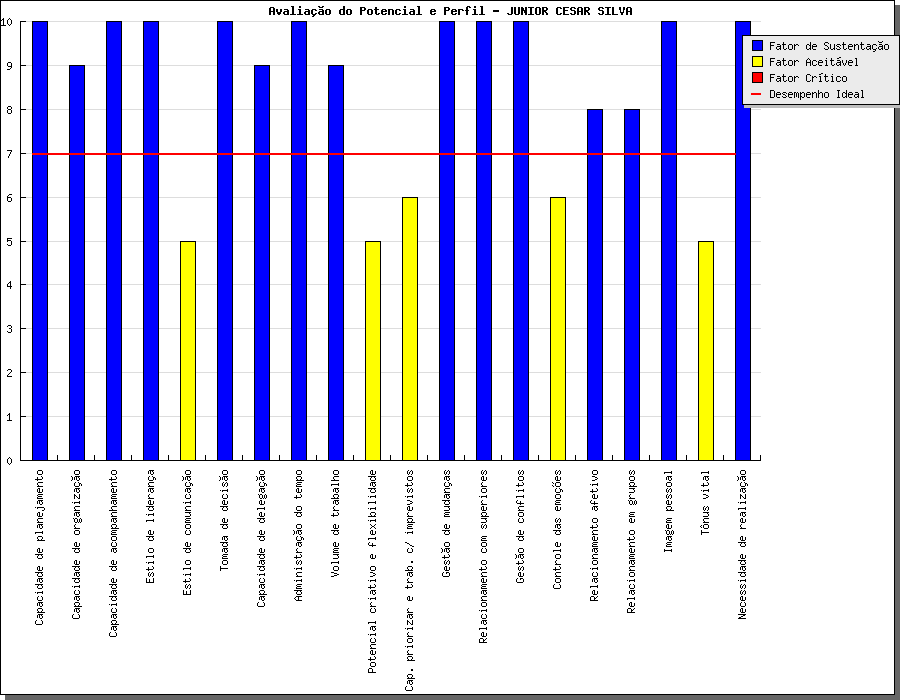 Avaliação do Potencial e Perfil - JUNIOR CESAR SILVA
Fator de Sustentação
Fator Aceitável
Fator Crítico
Desempenho Ideal
10
9
8
7
6
5
4
3
2
1
0
Capacidade de planejamento
Capacidade de organização
Capacidade de acompanhamento
Estilo de liderança
Estilo de comunicação
Tomada de decisão
Capacidade de delegação
Administração do tempo
Volume de trabalho
Potencial criativo e flexibilidade
Cap. priorizar e trab. c/ imprevistos
Gestão de mudanças
Relacionamento com superiores
Gestão de conflitos
Controle das emoções
Relacionamento afetivo
Relacionamento em grupos
Imagem pessoal
Tônus vital
Necessidade de realização